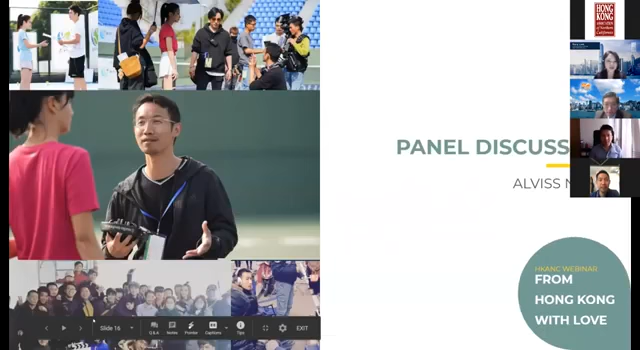 HONG
KONG
PANEL DISCUSS
ALVISS
HKANC WEBINAR
FROM
HONG KONG
WITH LOVE
Slide 16
Q & A
Notes
Pointer
Captions
Tips
EXIT